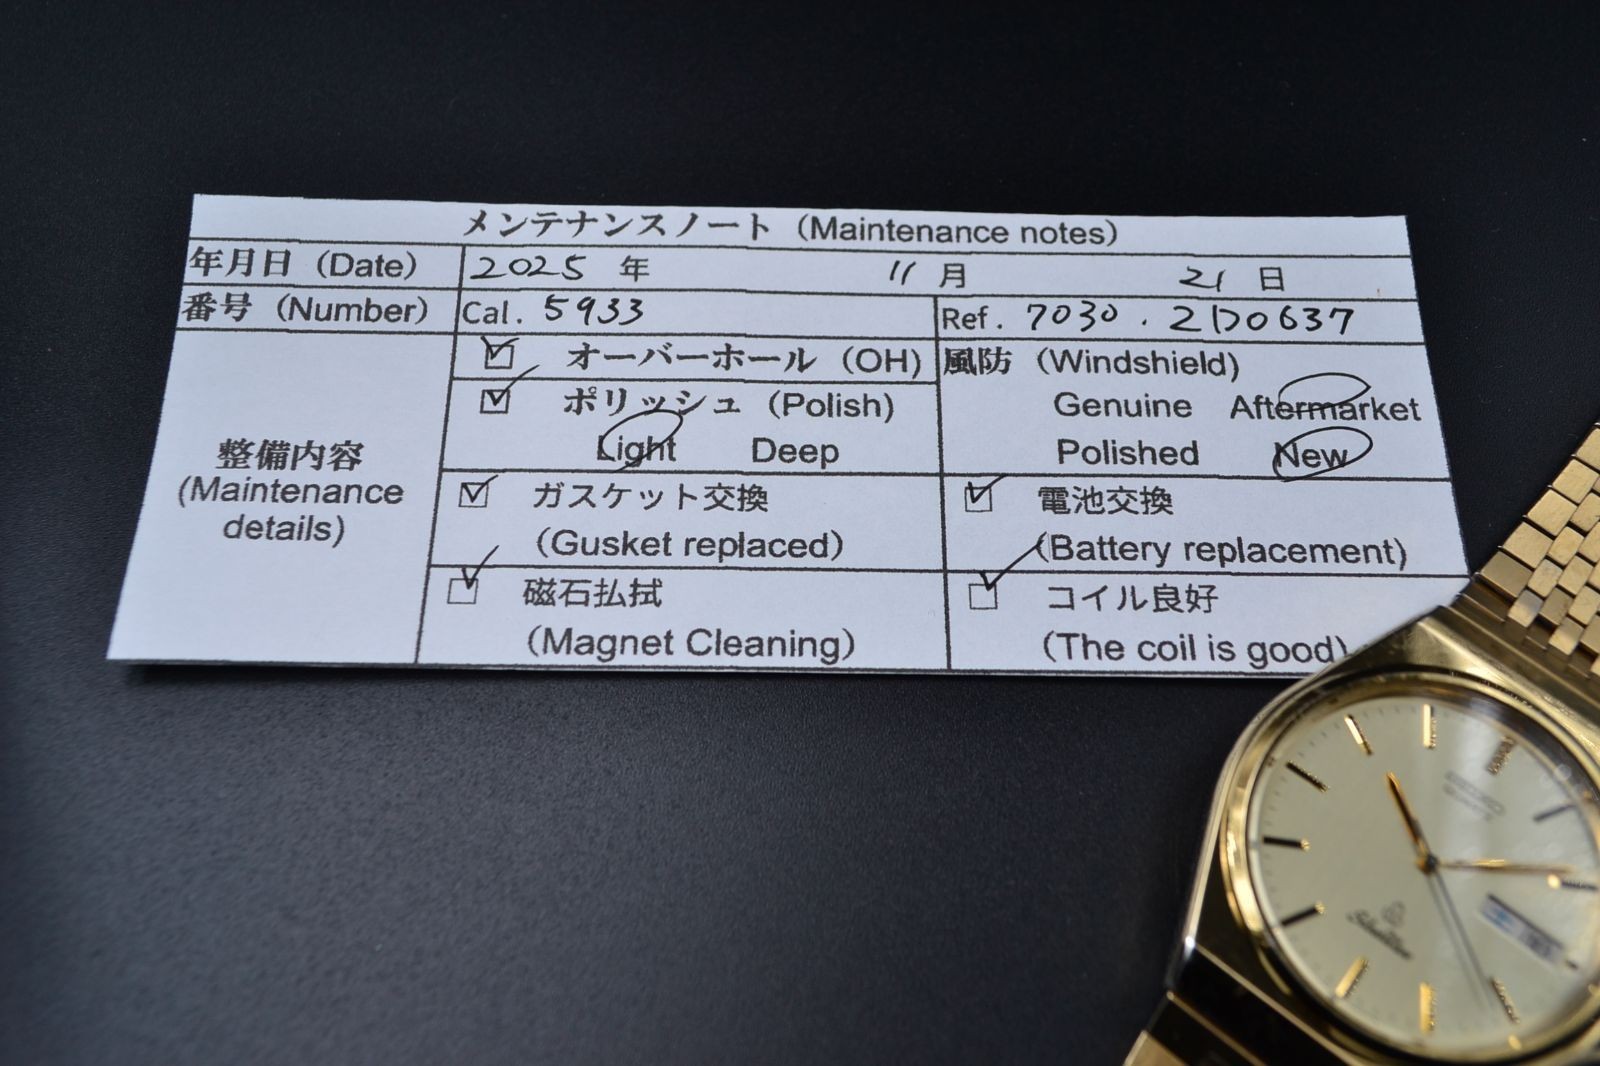 メンテナンスノート（Maintenance notes）
年月日（Date） 2025 年 11 月 21 日
番号（Number） Cal. 5933 Ref. 7030 . 2D0637
整備内容
(Maintenance
details)
オーバーホール（OH）
ポリッシュ（Polish）
Light Deep
風防（Windshield）
Genuine Aftermarket
Polished New
ガスケット交換
（Gusket replaced）
電池交換
（Battery replacement）
磁石払拭
（Magnet Cleaning）
コイル良好
（The coil is good）
SEIKO
Silver